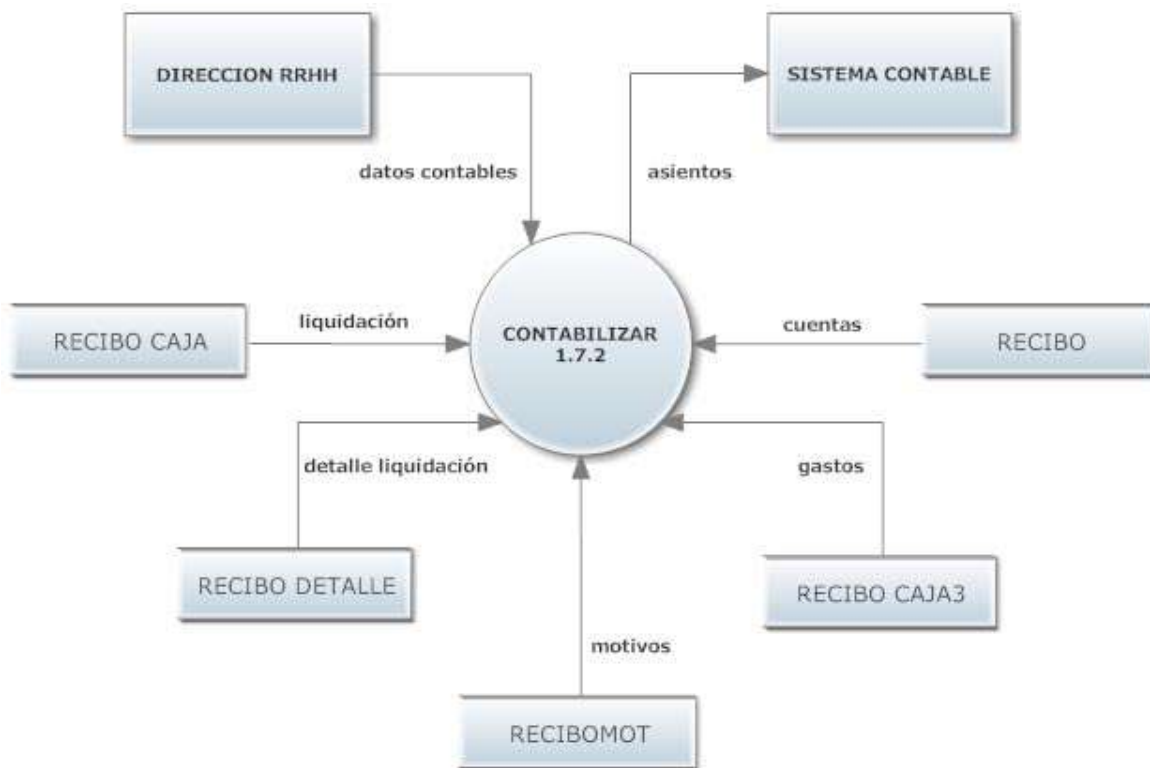 DIRECCION RRHH
SISTEMA CONTABLE
datos contables
asientos
RECIBO CAJA
liquidación
CONTABILIZAR
1.7.2
cuentas
RECIBO
detalle liquidación
gastos
RECIBO DETALLE
RECIBO CAJA3
motivos
RECIBOMOT